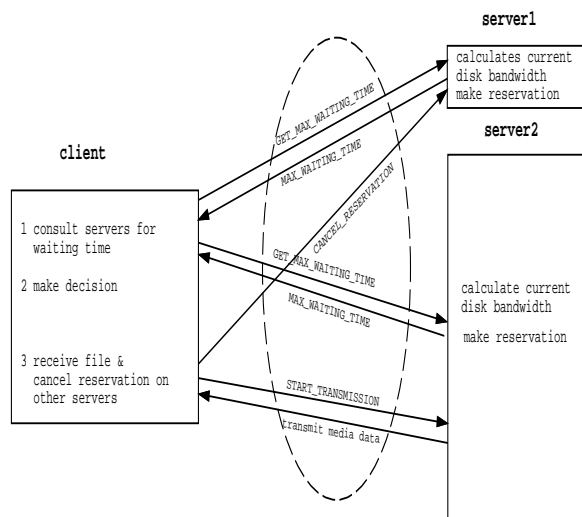 server1
calculates current
disk bandwidth
make reservation
server2
GET_MAX_WAITING_TIME
MAX_WAITING_TIME
CANCEL_RESERVATION
client
1 consult servers for
waiting time
2 make decision
3 receive file &
cancel reservation on
other servers
GET_MAX_WAITING_TIME
MAX_WAITING_TIME
calculate current
disk bandwidth
make reservation
START_TRANSMISSION
transmit media data